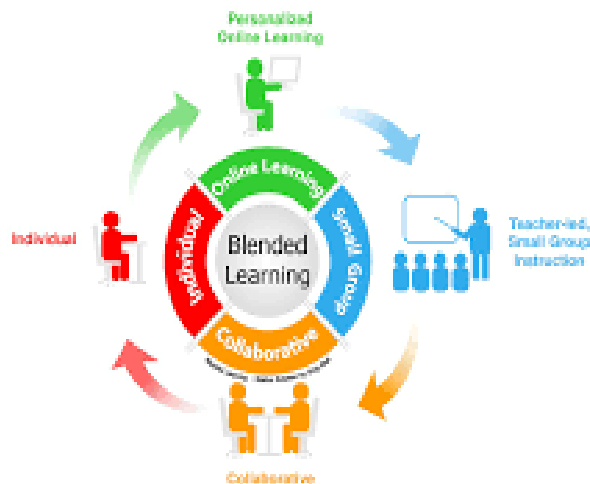 Personalized
Online Learning
Online Learning
Individual
Individual
Blended
Learning
Small Group
Teacher-led,
Small Group
Instruction
Collaborative
Collaborative